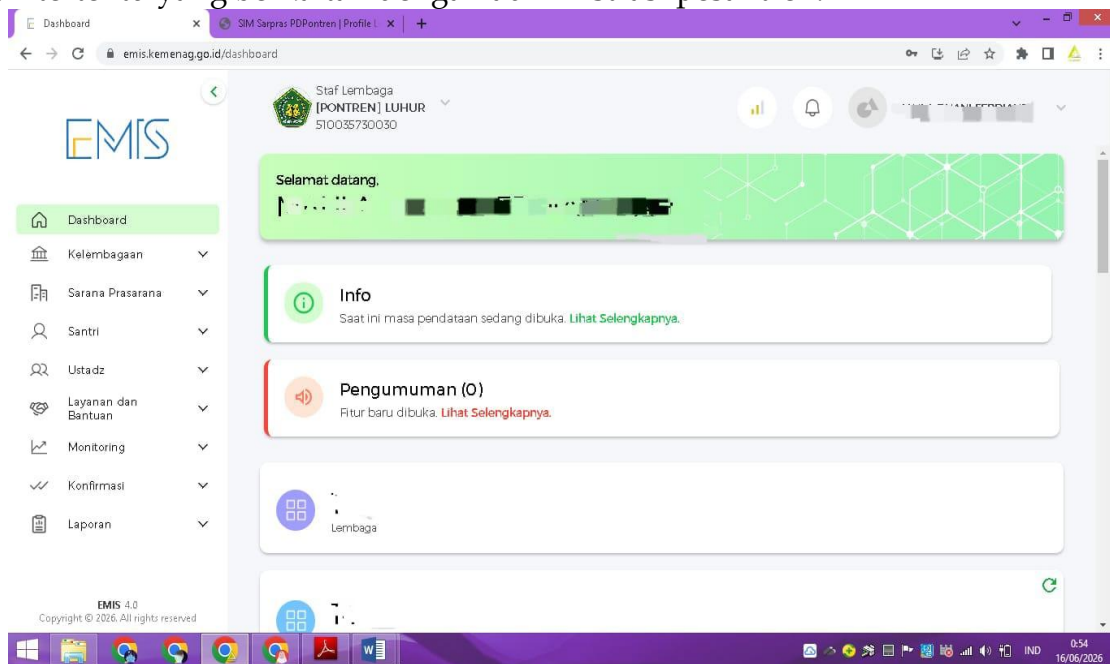 Dashboard
SIM Sarpras PDPontren | Profile L
emis.kemenag.go.id/dashboard
EMIS
Staf Lembaga
[PONTREN] LUHUR
510035730030
Selamat datang,
Dashboard
Kelembagaan
Sarana Prasarana
Santri
Ustadz
Layanan dan
Bantuan
Monitoring
Konfirmasi
Laporan
Info
Saat ini masa pendataan sedang dibuka. Lihat Selengkapnya.
Pengumuman (0)
Fitur baru dibuka. Lihat Selengkapnya.
Lembaga
EMIS 4.0
Copyright © 2026. All rights reserved
IND
0:54
16/06/2026